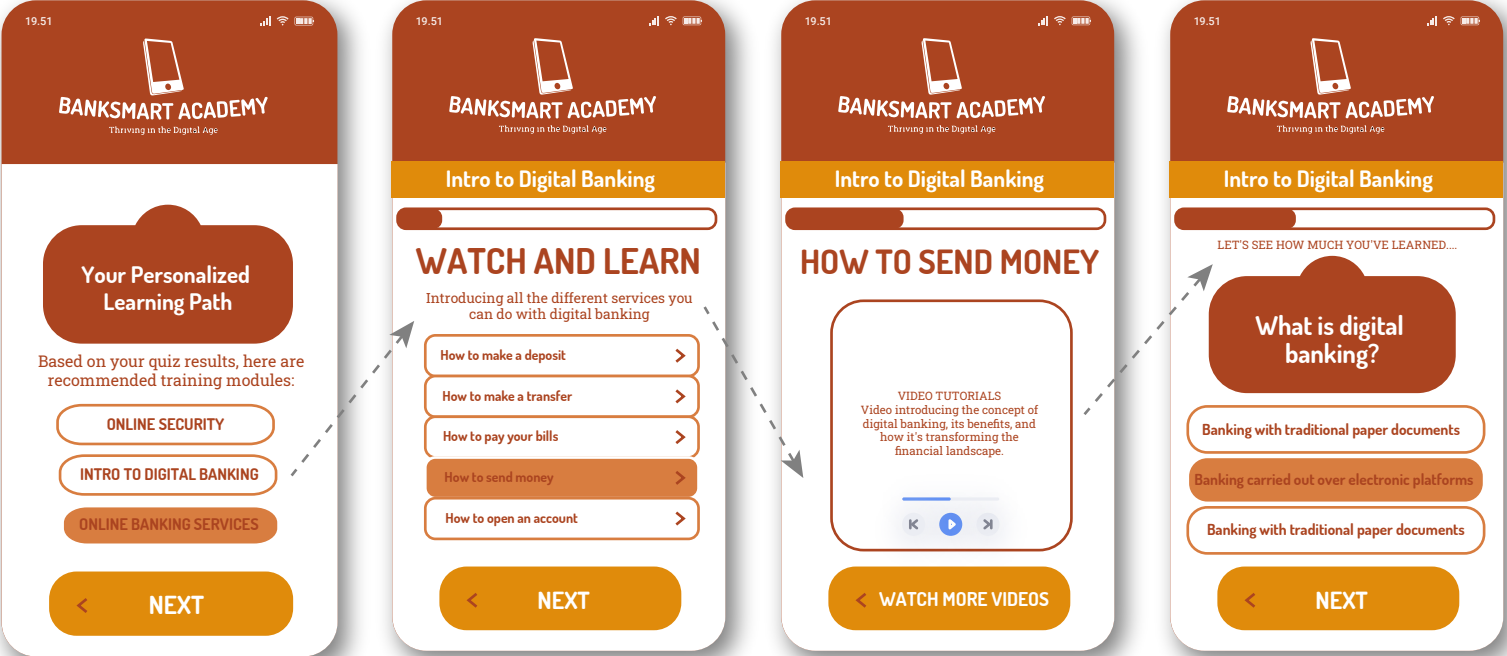 19.51
BANKSMART ACADEMY
Thriving in the Digital Age
Your Personalized
Learning Path
Based on your quiz results, here are
recommended training modules:
ONLINE SECURITY
INTRO TO DIGITAL BANKING
ONLINE BANKING SERVICES
NEXT
19.51
BANKSMART ACADEMY
Thriving in the Digital Age
Intro to Digital Banking
WATCH AND LEARN
Introducing all the different services you
can do with digital banking
How to make a deposit
How to make a transfer
How to pay your bills
How to send money
How to open an account
NEXT
19.51
BANKSMART ACADEMY
Thriving in the Digital Age
Intro to Digital Banking
HOW TO SEND MONEY
VIDEO TUTORIALS
Video introducing the concept of
digital banking, its benefits, and
how it's transforming the
financial landscape.
WATCH MORE VIDEOS
19.51
BANKSMART ACADEMY
Thriving in the Digital Age
Intro to Digital Banking
LET'S SEE HOW MUCH YOU'VE LEARNED....
What is digital
banking?
Banking with traditional paper documents
Banking carried out over electronic platforms
Banking with traditional paper documents
NEXT